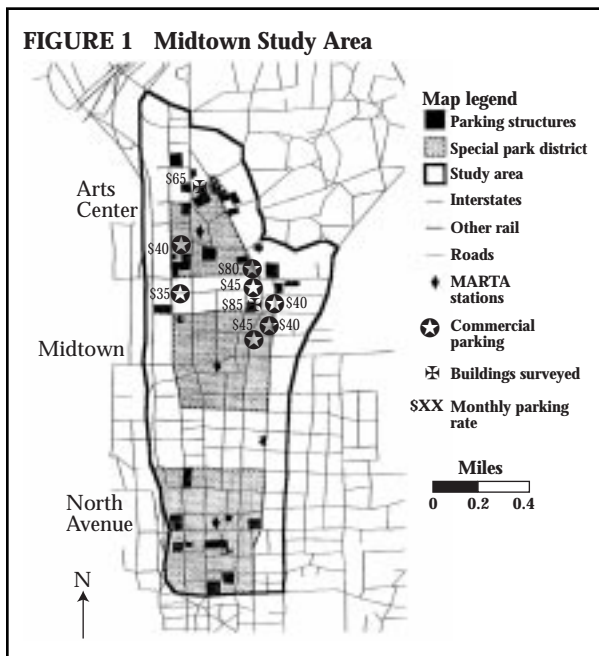 FIGURE 1 Midtown Study Area
Map legend
Parking structures
Special park district
Study area
Interstates
Other rail
Roads
MARTA
stations
Commercial
parking
Buildings surveyed
$XX Monthly parking
rate
Miles
0 0.2 0.4
Arts
Center
$65
$40
$80
$45
$35
$85
$40
$45
$40
Midtown
North
Avenue
N